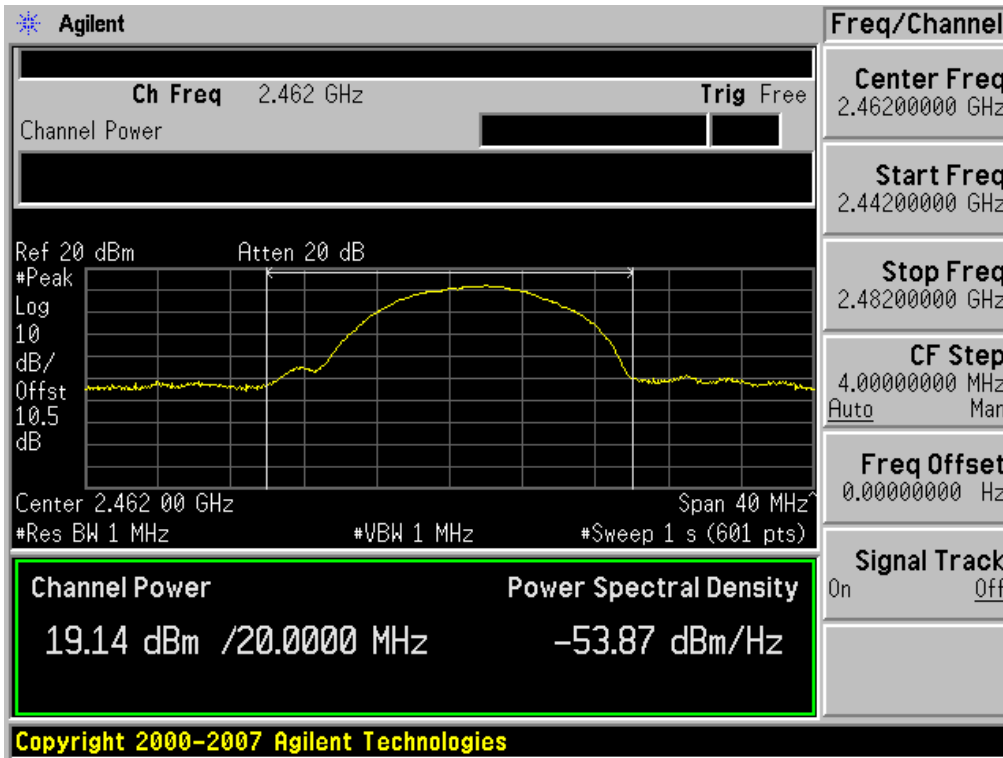 Agilent
Ch Freq 2.462 GHz Trig Free
Channel Power
Ref 20 dBm Atten 20 dB
#Peak
Log
10
dB/
Offst
10.5
dB
Center 2.462 00 GHz Span 40 MHz^
#Res BW 1 MHz #VBW 1 MHz #Sweep 1 s (601 pts)
Channel Power Power Spectral Density
19.14 dBm /20.0000 MHz -53.87 dBm/Hz
Copyright 2000-2007 Agilent Technologies
Freq/Channel
Center Freq
2.46200000 GHz
Start Freq
2.44200000 GHz
Stop Freq
2.48200000 GHz
CF Step
4.00000000 MHz
Auto Man
Freq Offset
0.00000000 Hz
Signal Track
On Off